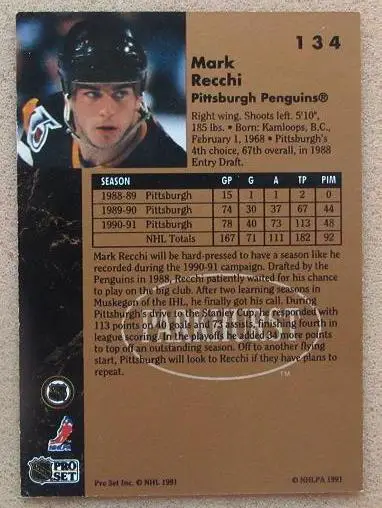 134
Mark
Recchi
Pittsburgh Penguins®
Right wing. Shoots left. 5'10",
185 lbs. • Born: Kamloops, B.C.,
February 1, 1968 • Pittsburgh's
4th choice, 67th overall, in 1988
Entry Draft.
SEASON GP G A TP PIM
1988-89 Pittsburgh 15 1 1 2 0
1989-90 Pittsburgh 74 30 37 67 44
1990-91 Pittsburgh 78 40 73 113 48
NHL Totals 167 71 111 182 92
Mark Recchi will be hard-pressed to have a season like he
recorded during the 1990-91 campaign. Drafted by the
Penguins in 1988, Recchi patiently waited for his chance
to play on the big club. After two learning seasons in
Muskegon of the IHL, he finally got his call. During
Pittsburgh's run to the Stanley Cup, he responded with
113 points on 40 goals and 73 assists, finishing fourth in
league scoring. In the playoffs he added 34 more points
to top off an outstanding season. Off to another flying
start, Pittsburgh will look to Recchi if they have plans to
repeat.
PARKHURST
TM
NHLPA
PRO
SET
Pro Set Inc. © NHL 1991
© NHLPA 1991